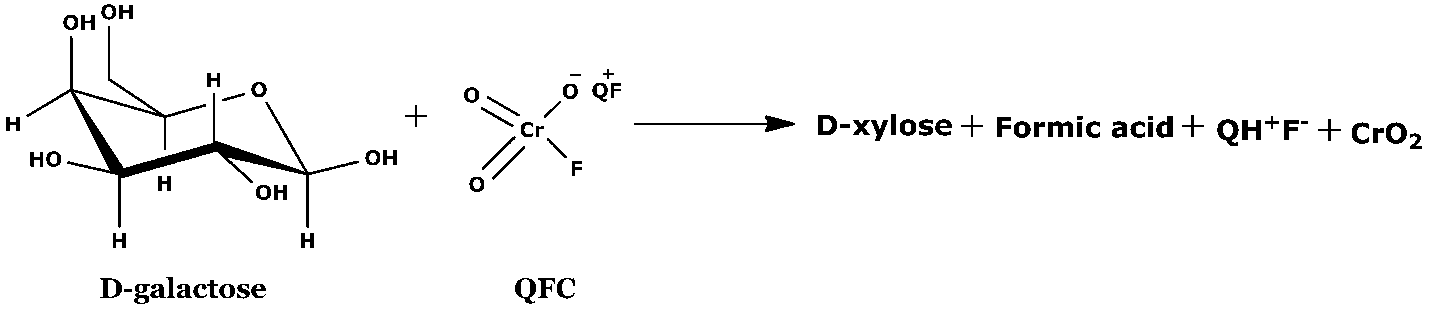 OH
OH
H
O
H
HO
OH
H
OH
H
H
+
O
O⁻ QF⁺
Cr
O
F
D-xylose + Formic acid + QH⁺F⁻ + CrO₂
D-galactose
QFC